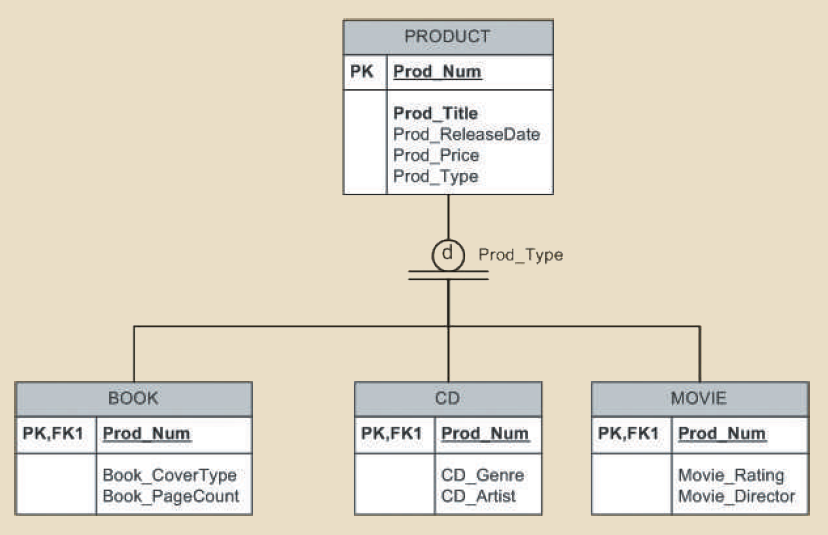 PRODUCT
PK Prod_Num
Prod_Title
Prod_ReleaseDate
Prod_Price
Prod_Type
d Prod_Type
BOOK
PK,FK1 Prod_Num
Book_CoverType
Book_PageCount
CD
PK,FK1 Prod_Num
CD_Genre
CD_Artist
MOVIE
PK,FK1 Prod_Num
Movie_Rating
Movie_Director